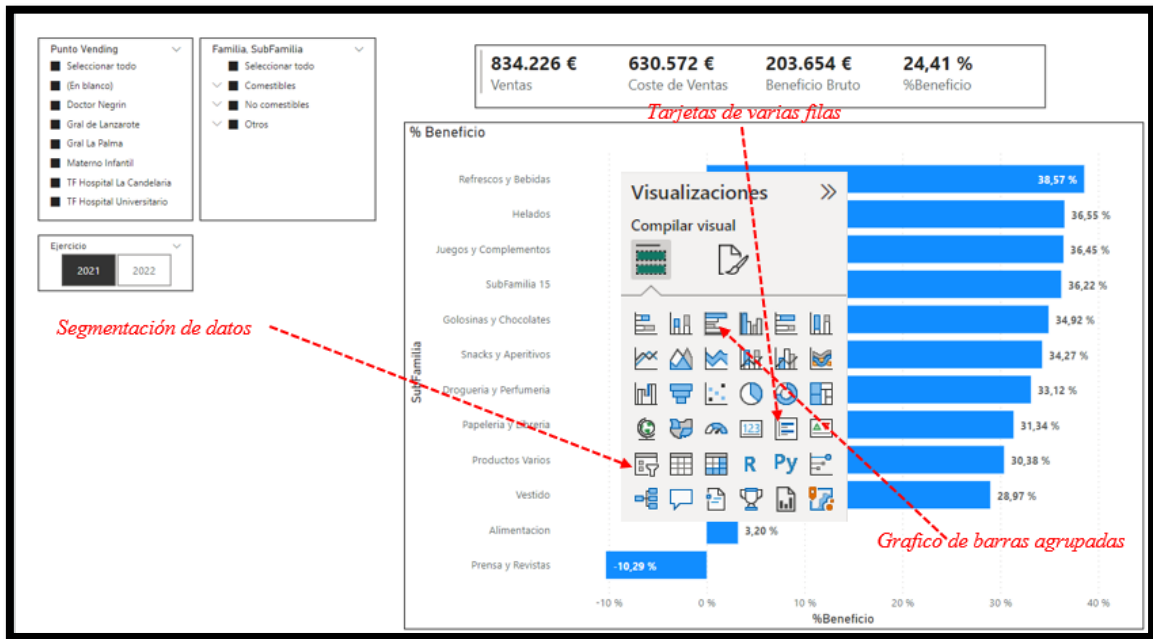 Punto Vending
Seleccionar todo
(En blanco)
Doctor Negrin
Gral de Lanzarote
Gral La Palma
Materno Infantil
TF Hospital La Candelaria
TF Hospital Universitario
Familia, SubFamilia
Seleccionar todo
Comestibles
No comestibles
Otros
Ejercicio
2021 2022
834.226 € 630.572 € 203.654 € 24,41 %
Ventas Coste de Ventas Beneficio Bruto %Beneficio
Tarjetas de varias filas
% Beneficio
SubFamilia
Refrescos y Bebidas 38,57 %
Helados 36,55 %
Juegos y Complementos 36,45 %
SubFamilia 15 36,22 %
Golosinas y Chocolates 34,92 %
Snacks y Aperitivos 34,27 %
Drogueria y Perfumeria 33,12 %
Papeleria y Libreria 31,34 %
Productos Varios 30,38 %
Vestido 28,97 %
Alimentacion 3,20 %
Prensa y Revistas -10,29 %
-10 % 0 % 10 % 20 % 30 % 40 %
%Beneficio
Visualizaciones
Compilar visual
123
R Py
Segmentación de datos
Grafico de barras agrupadas